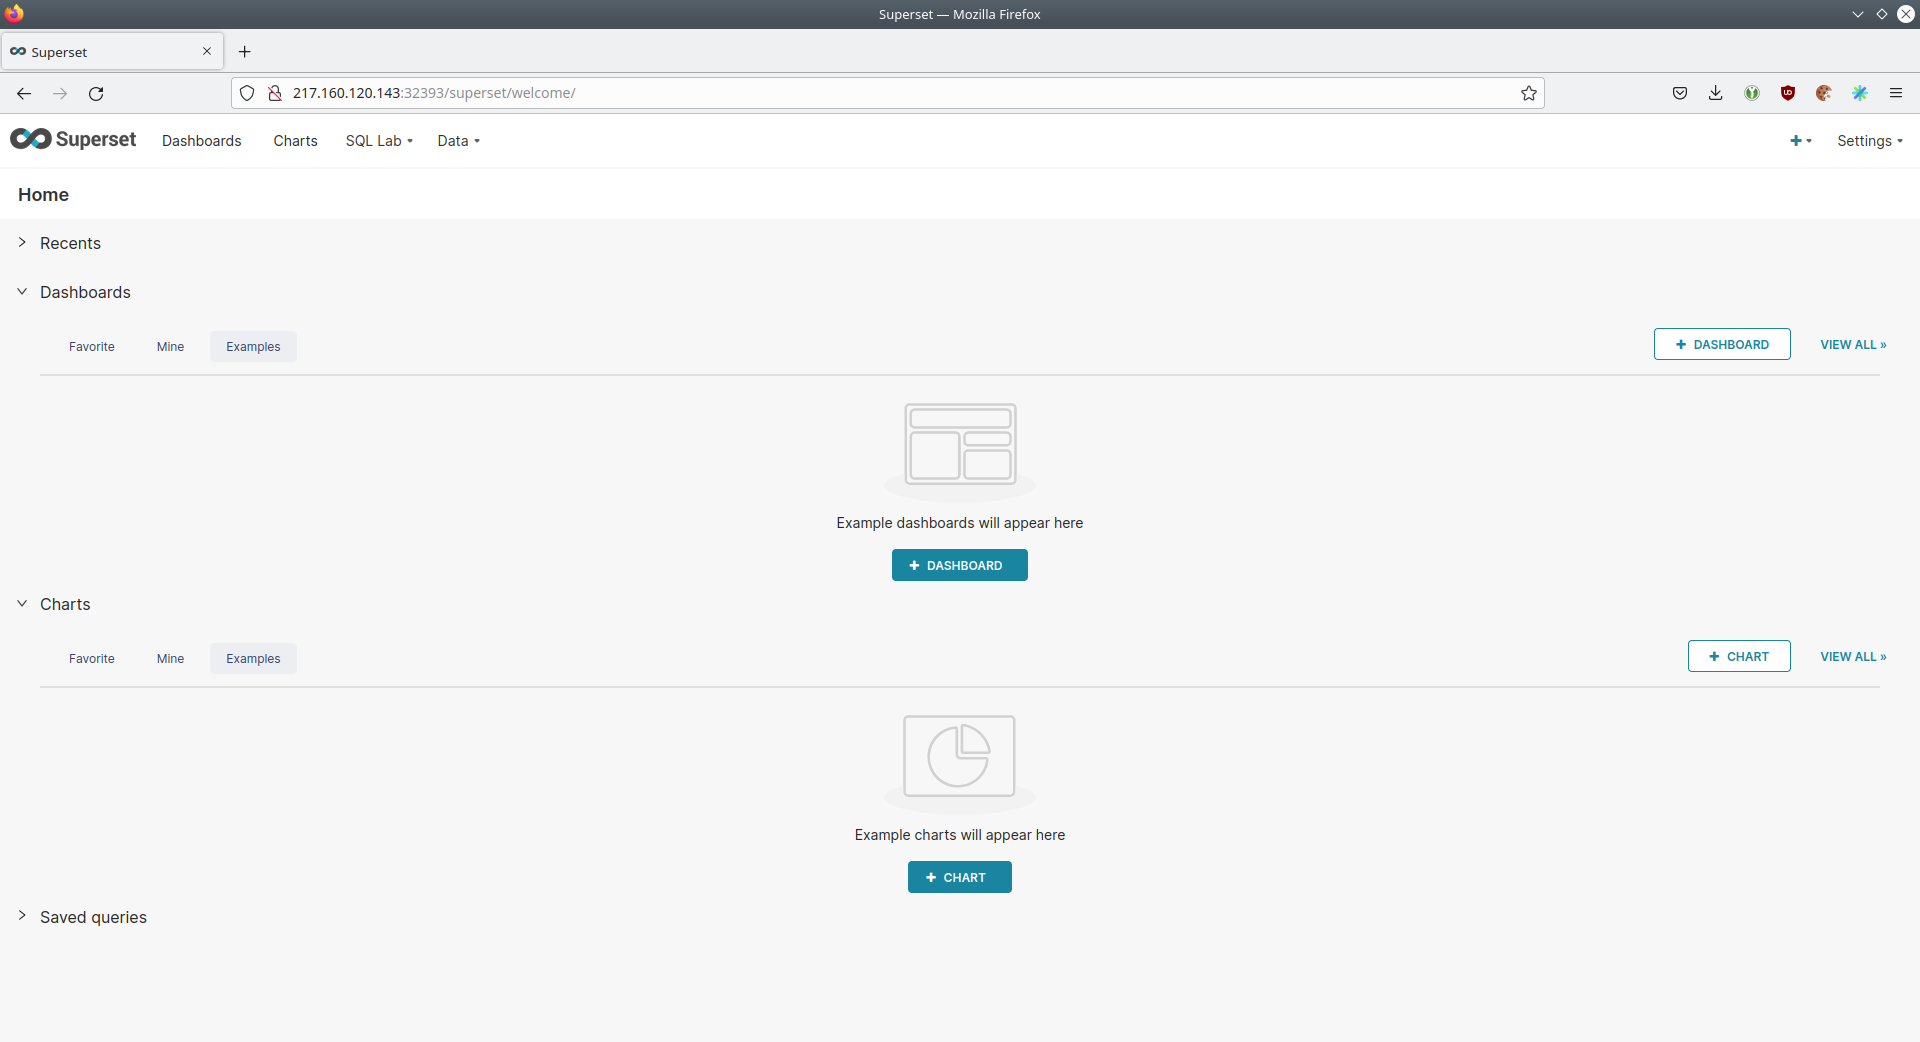 Superset — Mozilla Firefox
Superset
217.160.120.143:32393/superset/welcome/
Superset Dashboards Charts SQL Lab Data Settings
Home
Recents
Dashboards
Favorite Mine Examples DASHBOARD VIEW ALL »
Example dashboards will appear here
DASHBOARD
Charts
Favorite Mine Examples CHART VIEW ALL »
Example charts will appear here
CHART
Saved queries